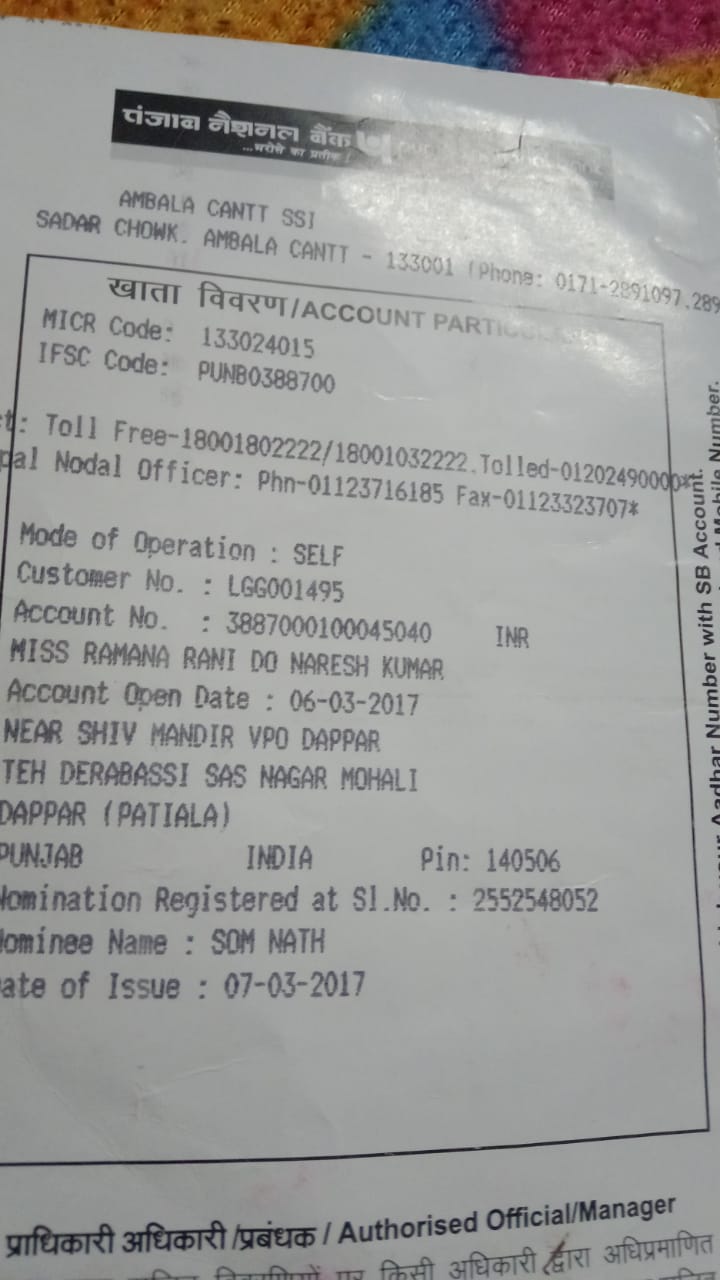 पंजाब नैशनल बैंक
...भरोसे का प्रतीक !
AMBALA CANTT SSI
SADAR CHOWK. AMBALA CANTT - 133001 (Phone: 0171-2891097,289
खाता विवरण/ACCOUNT PARTICULARS
MICR Code: 133024015
IFSC Code: PUNB0388700
t: Toll Free-18001802222/18001032222.Tolled-01202490000*
pal Nodal Officer: Phn-01123716185 Fax-01123323707*
Mode of Operation : SELF
Customer No. : LGG001495
Account No. : 3887000100045040 INR
MISS RAMANA RANI DO NARESH KUMAR
Account Open Date : 06-03-2017
NEAR SHIV MANDIR VPO DAPPAR
TEH DERABASSI SAS NAGAR MOHALI
DAPPAR (PATIALA)
PUNJAB INDIA Pin: 140506
Nomination Registered at Sl.No. : 2552548052
Nominee Name : SOM NATH
ate of Issue : 07-03-2017
प्राधिकारी अधिकारी/प्रबंधक / Authorised Official/Manager
पर किसी अधिकारी द्वारा अधिप्रमाणित
Aadhar Number with SB Account.
Mobile Number.